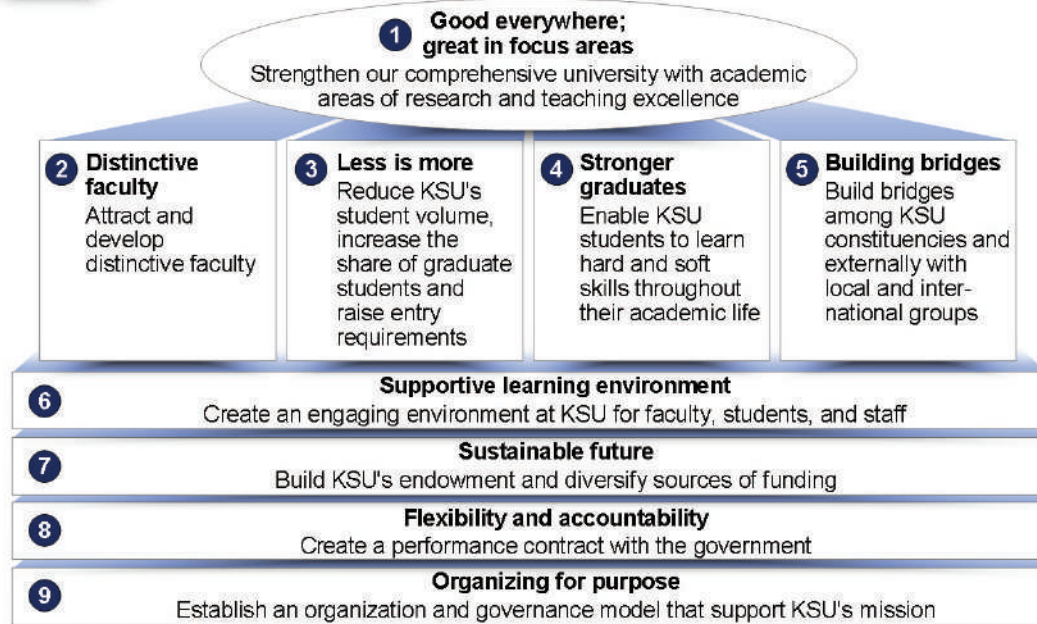 1
Good everywhere;
great in focus areas
Strengthen our comprehensive university with academic
areas of research and teaching excellence
2
Distinctive
faculty
Attract and
develop
distinctive faculty
3
Less is more
Reduce KSU's
student volume,
increase the
share of graduate
students and
raise entry
requirements
4
Stronger
graduates
Enable KSU
students to learn
hard and soft
skills throughout
their academic life
5
Building bridges
Build bridges
among KSU
constituencies and
externally with
local and inter-
national groups
6
Supportive learning environment
Create an engaging environment at KSU for faculty, students, and staff
7
Sustainable future
Build KSU's endowment and diversify sources of funding
8
Flexibility and accountability
Create a performance contract with the government
9
Organizing for purpose
Establish an organization and governance model that support KSU's mission